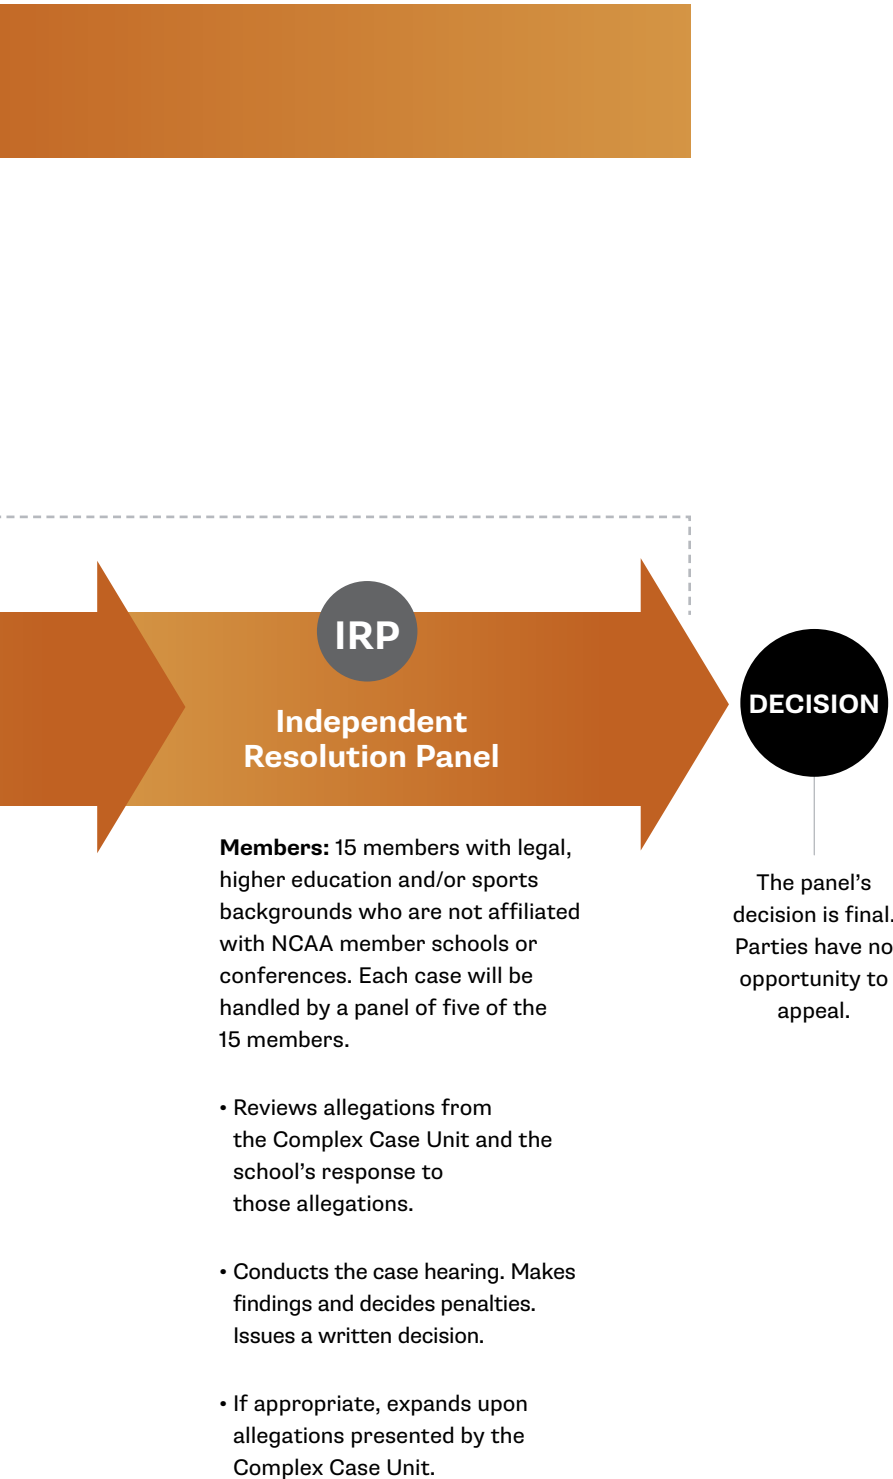 IRP
Independent
Resolution Panel
DECISION
Members: 15 members with legal,
higher education and/or sports
backgrounds who are not affiliated
with NCAA member schools or
conferences. Each case will be
handled by a panel of five of the
15 members.
• Reviews allegations from
the Complex Case Unit and the
school’s response to
those allegations.
• Conducts the case hearing. Makes
findings and decides penalties.
Issues a written decision.
• If appropriate, expands upon
allegations presented by the
Complex Case Unit.
The panel’s
decision is final.
Parties have no
opportunity to
appeal.